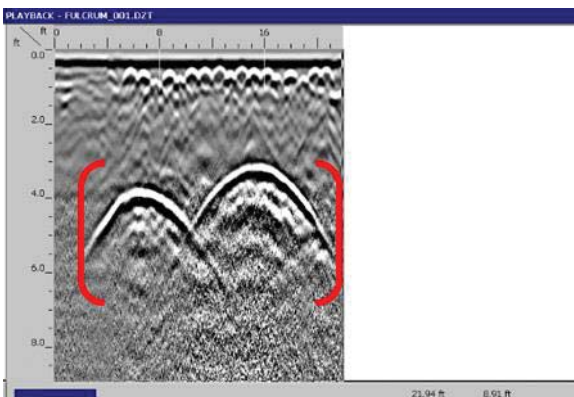 PLAYBACK - FULCRUM_001.DZT
ft 0 8 16
ft
0.0
2.0
4.0
6.0
8.0
21.94 ft 8.91 ft